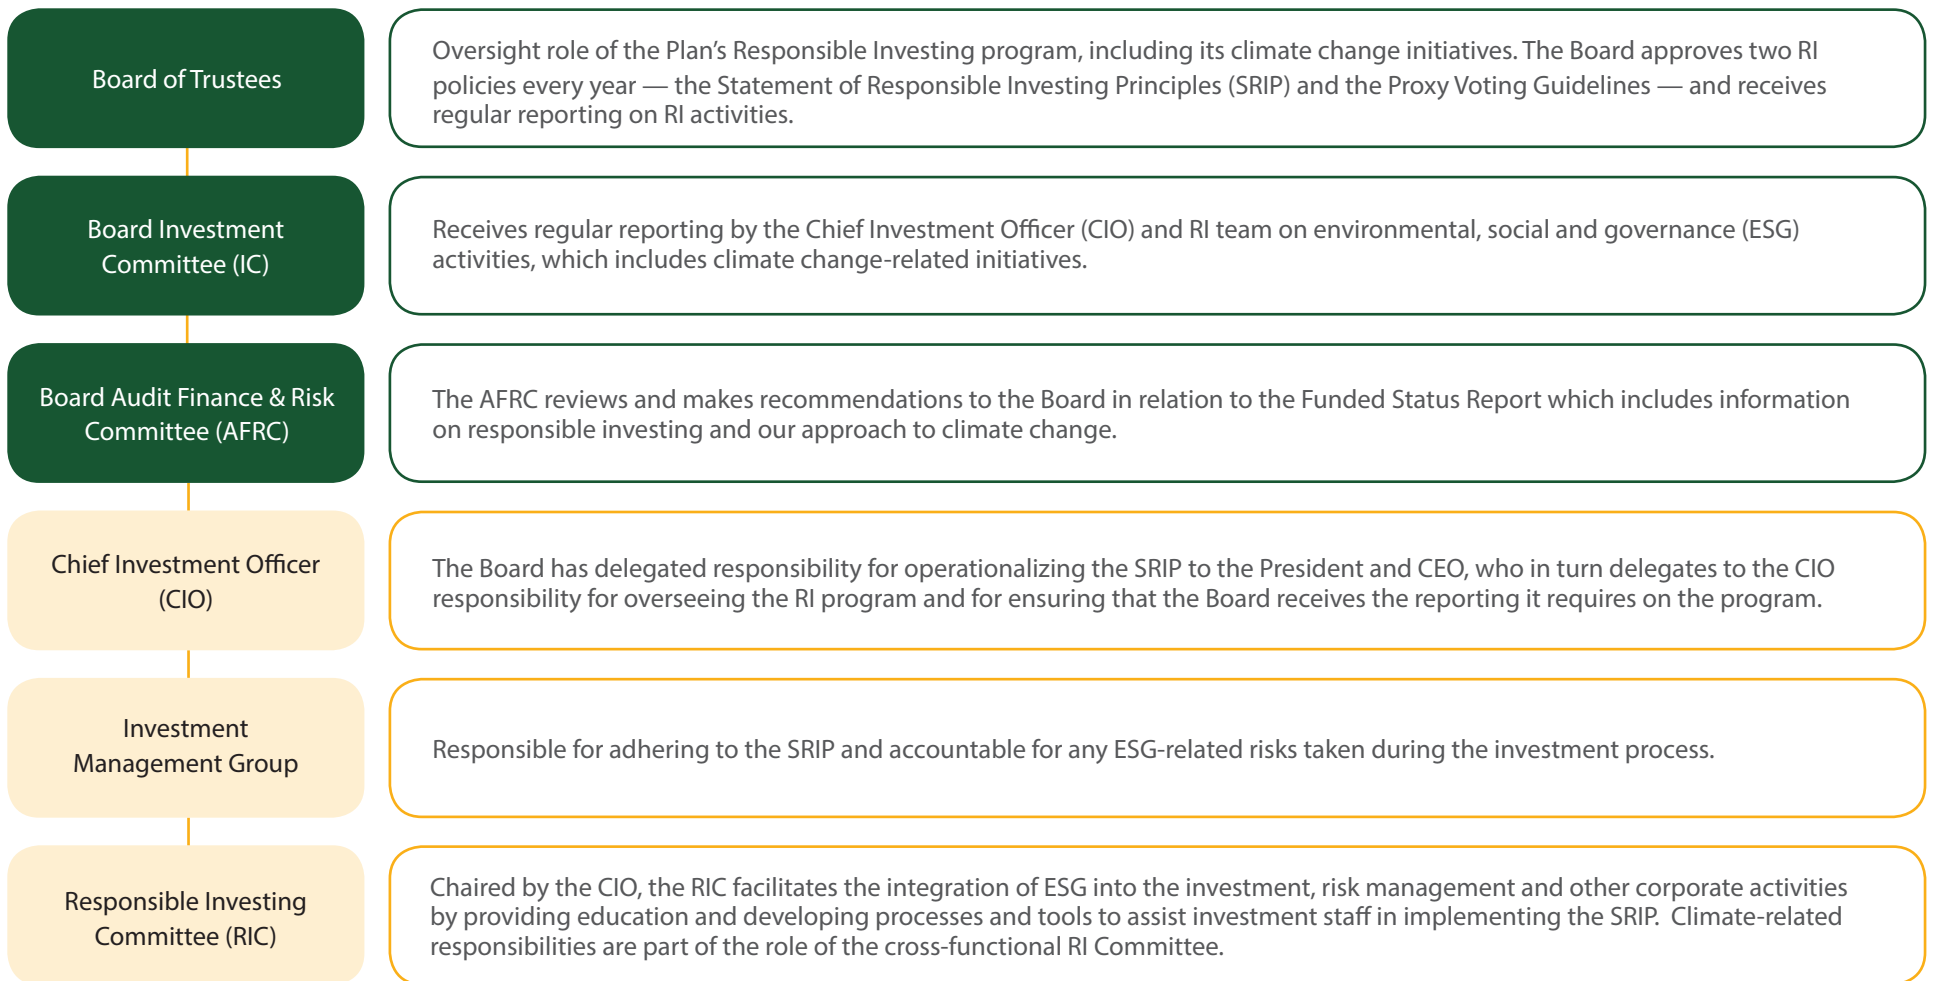 Board of Trustees
Oversight role of the Plan’s Responsible Investing program, including its climate change initiatives. The Board approves two RI
policies every year — the Statement of Responsible Investing Principles (SRIP) and the Proxy Voting Guidelines — and receives
regular reporting on RI activities.
Board Investment
Committee (IC)
Receives regular reporting by the Chief Investment Officer (CIO) and RI team on environmental, social and governance (ESG)
activities, which includes climate change-related initiatives.
Board Audit Finance & Risk
Committee (AFRC)
The AFRC reviews and makes recommendations to the Board in relation to the Funded Status Report which includes information
on responsible investing and our approach to climate change.
Chief Investment Officer
(CIO)
The Board has delegated responsibility for operationalizing the SRIP to the President and CEO, who in turn delegates to the CIO
responsibility for overseeing the RI program and for ensuring that the Board receives the reporting it requires on the program.
Investment
Management Group
Responsible for adhering to the SRIP and accountable for any ESG-related risks taken during the investment process.
Responsible Investing
Committee (RIC)
Chaired by the CIO, the RIC facilitates the integration of ESG into the investment, risk management and other corporate activities
by providing education and developing processes and tools to assist investment staff in implementing the SRIP.  Climate-related
responsibilities are part of the role of the cross-functional RI Committee.